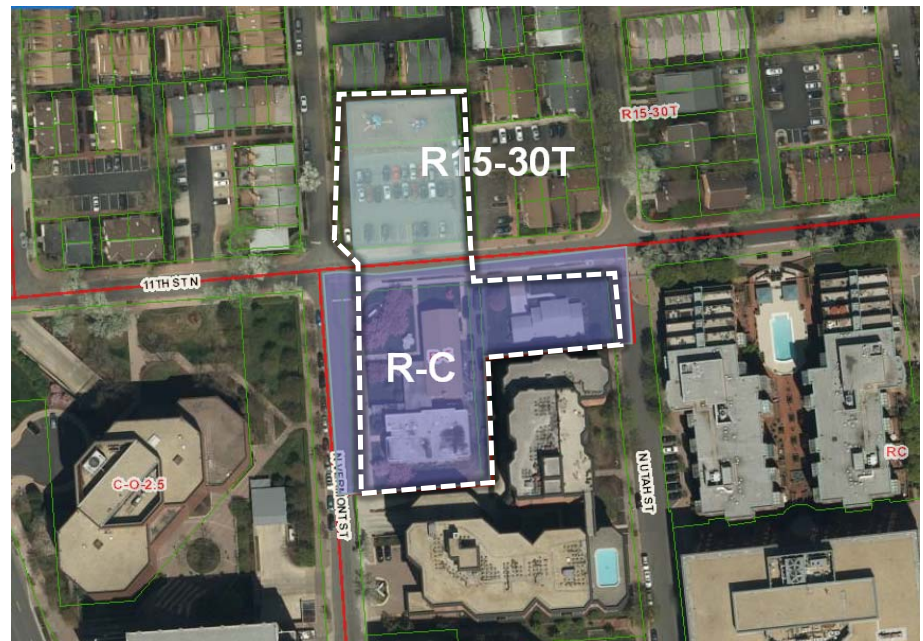 R15-30T
R15-30T
11TH ST N
R-C
C-O-2.5
N VERMONT ST
N UTAH ST
RC